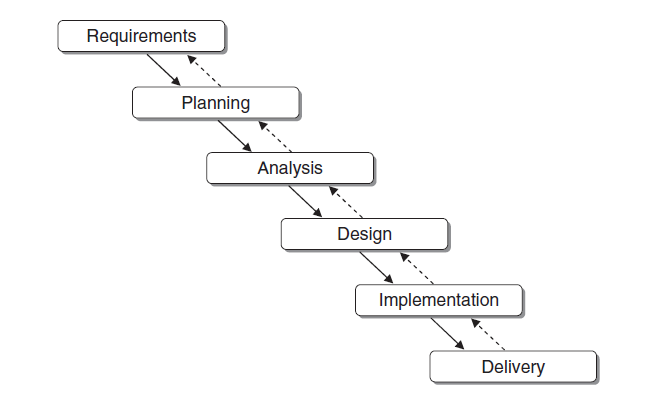 Requirements
Planning
Analysis
Design
Implementation
Delivery